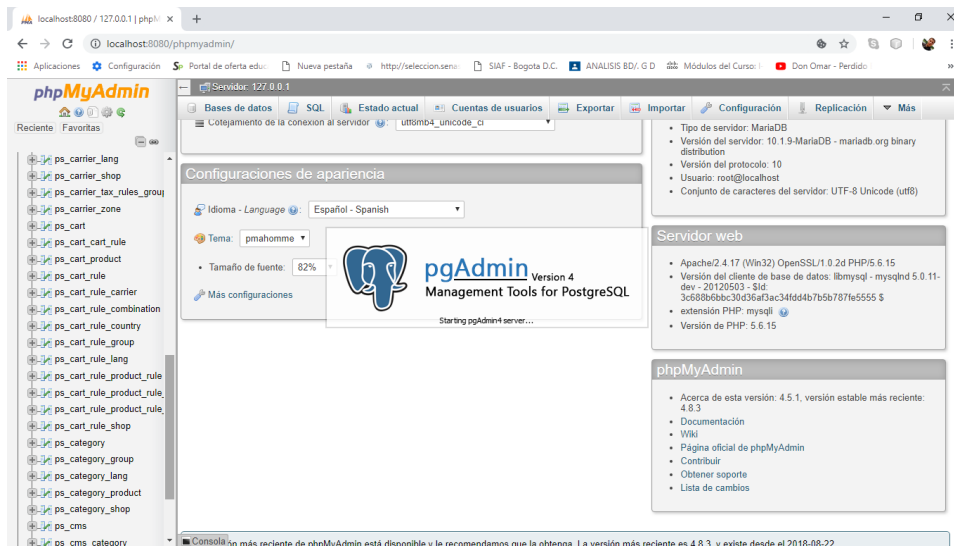 localhost:8080 / 127.0.0.1 | phpM
localhost:8080/phpmyadmin/
Aplicaciones Configuración Portal de oferta educ Nueva pestaña http://seleccion.sena SIAF - Bogota D.C. ANALISIS BD/. G D Módulos del Curso: Don Omar - Perdido »
phpMyAdmin
Reciente Favoritas
ps_carrier_lang
ps_carrier_shop
ps_carrier_tax_rules_group
ps_carrier_zone
ps_cart
ps_cart_cart_rule
ps_cart_product
ps_cart_rule
ps_cart_rule_carrier
ps_cart_rule_combination
ps_cart_rule_country
ps_cart_rule_group
ps_cart_rule_lang
ps_cart_rule_product_rule
ps_cart_rule_product_rule_
ps_cart_rule_product_rule_
ps_cart_rule_shop
ps_category
ps_category_group
ps_category_lang
ps_category_product
ps_category_shop
ps_cms
ps_cms_category
Servidor: 127.0.0.1
Bases de datos SQL Estado actual Cuentas de usuarios Exportar Importar Configuración Replicación Más
Cotejamiento de la conexión al servidor : utf8mb4_unicode_ci
Configuraciones de apariencia
Idioma - Language : Español - Spanish
Tema: pmahomme
• Tamaño de fuente: 82%
Más configuraciones
pgAdmin Version 4
Management Tools for PostgreSQL
Starting pgAdmin4 server...
• Tipo de servidor: MariaDB
• Versión del servidor: 10.1.9-MariaDB - mariadb.org binary
distribution
• Versión del protocolo: 10
• Usuario: root@localhost
• Conjunto de caracteres del servidor: UTF-8 Unicode (utf8)
Servidor web
• Apache/2.4.17 (Win32) OpenSSL/1.0.2d PHP/5.6.15
• Versión del cliente de base de datos: libmysql - mysqlnd 5.0.11-
dev - 20120503 - $Id:
3c688b6bbc30d36af3ac34fdd4b7b5b787fe5555 $
• extensión PHP: mysqli
• Versión de PHP: 5.6.15
phpMyAdmin
• Acerca de esta versión: 4.5.1, versión estable más reciente:
4.8.3
• Documentación
• Wiki
• Página oficial de phpMyAdmin
• Contribuir
• Obtener soporte
• Lista de cambios
Consola
ón más reciente de phpMyAdmin está disponible y le recomendamos que la obtenga. La versión más reciente es 4.8.3, y existe desde el 2018-08-22.